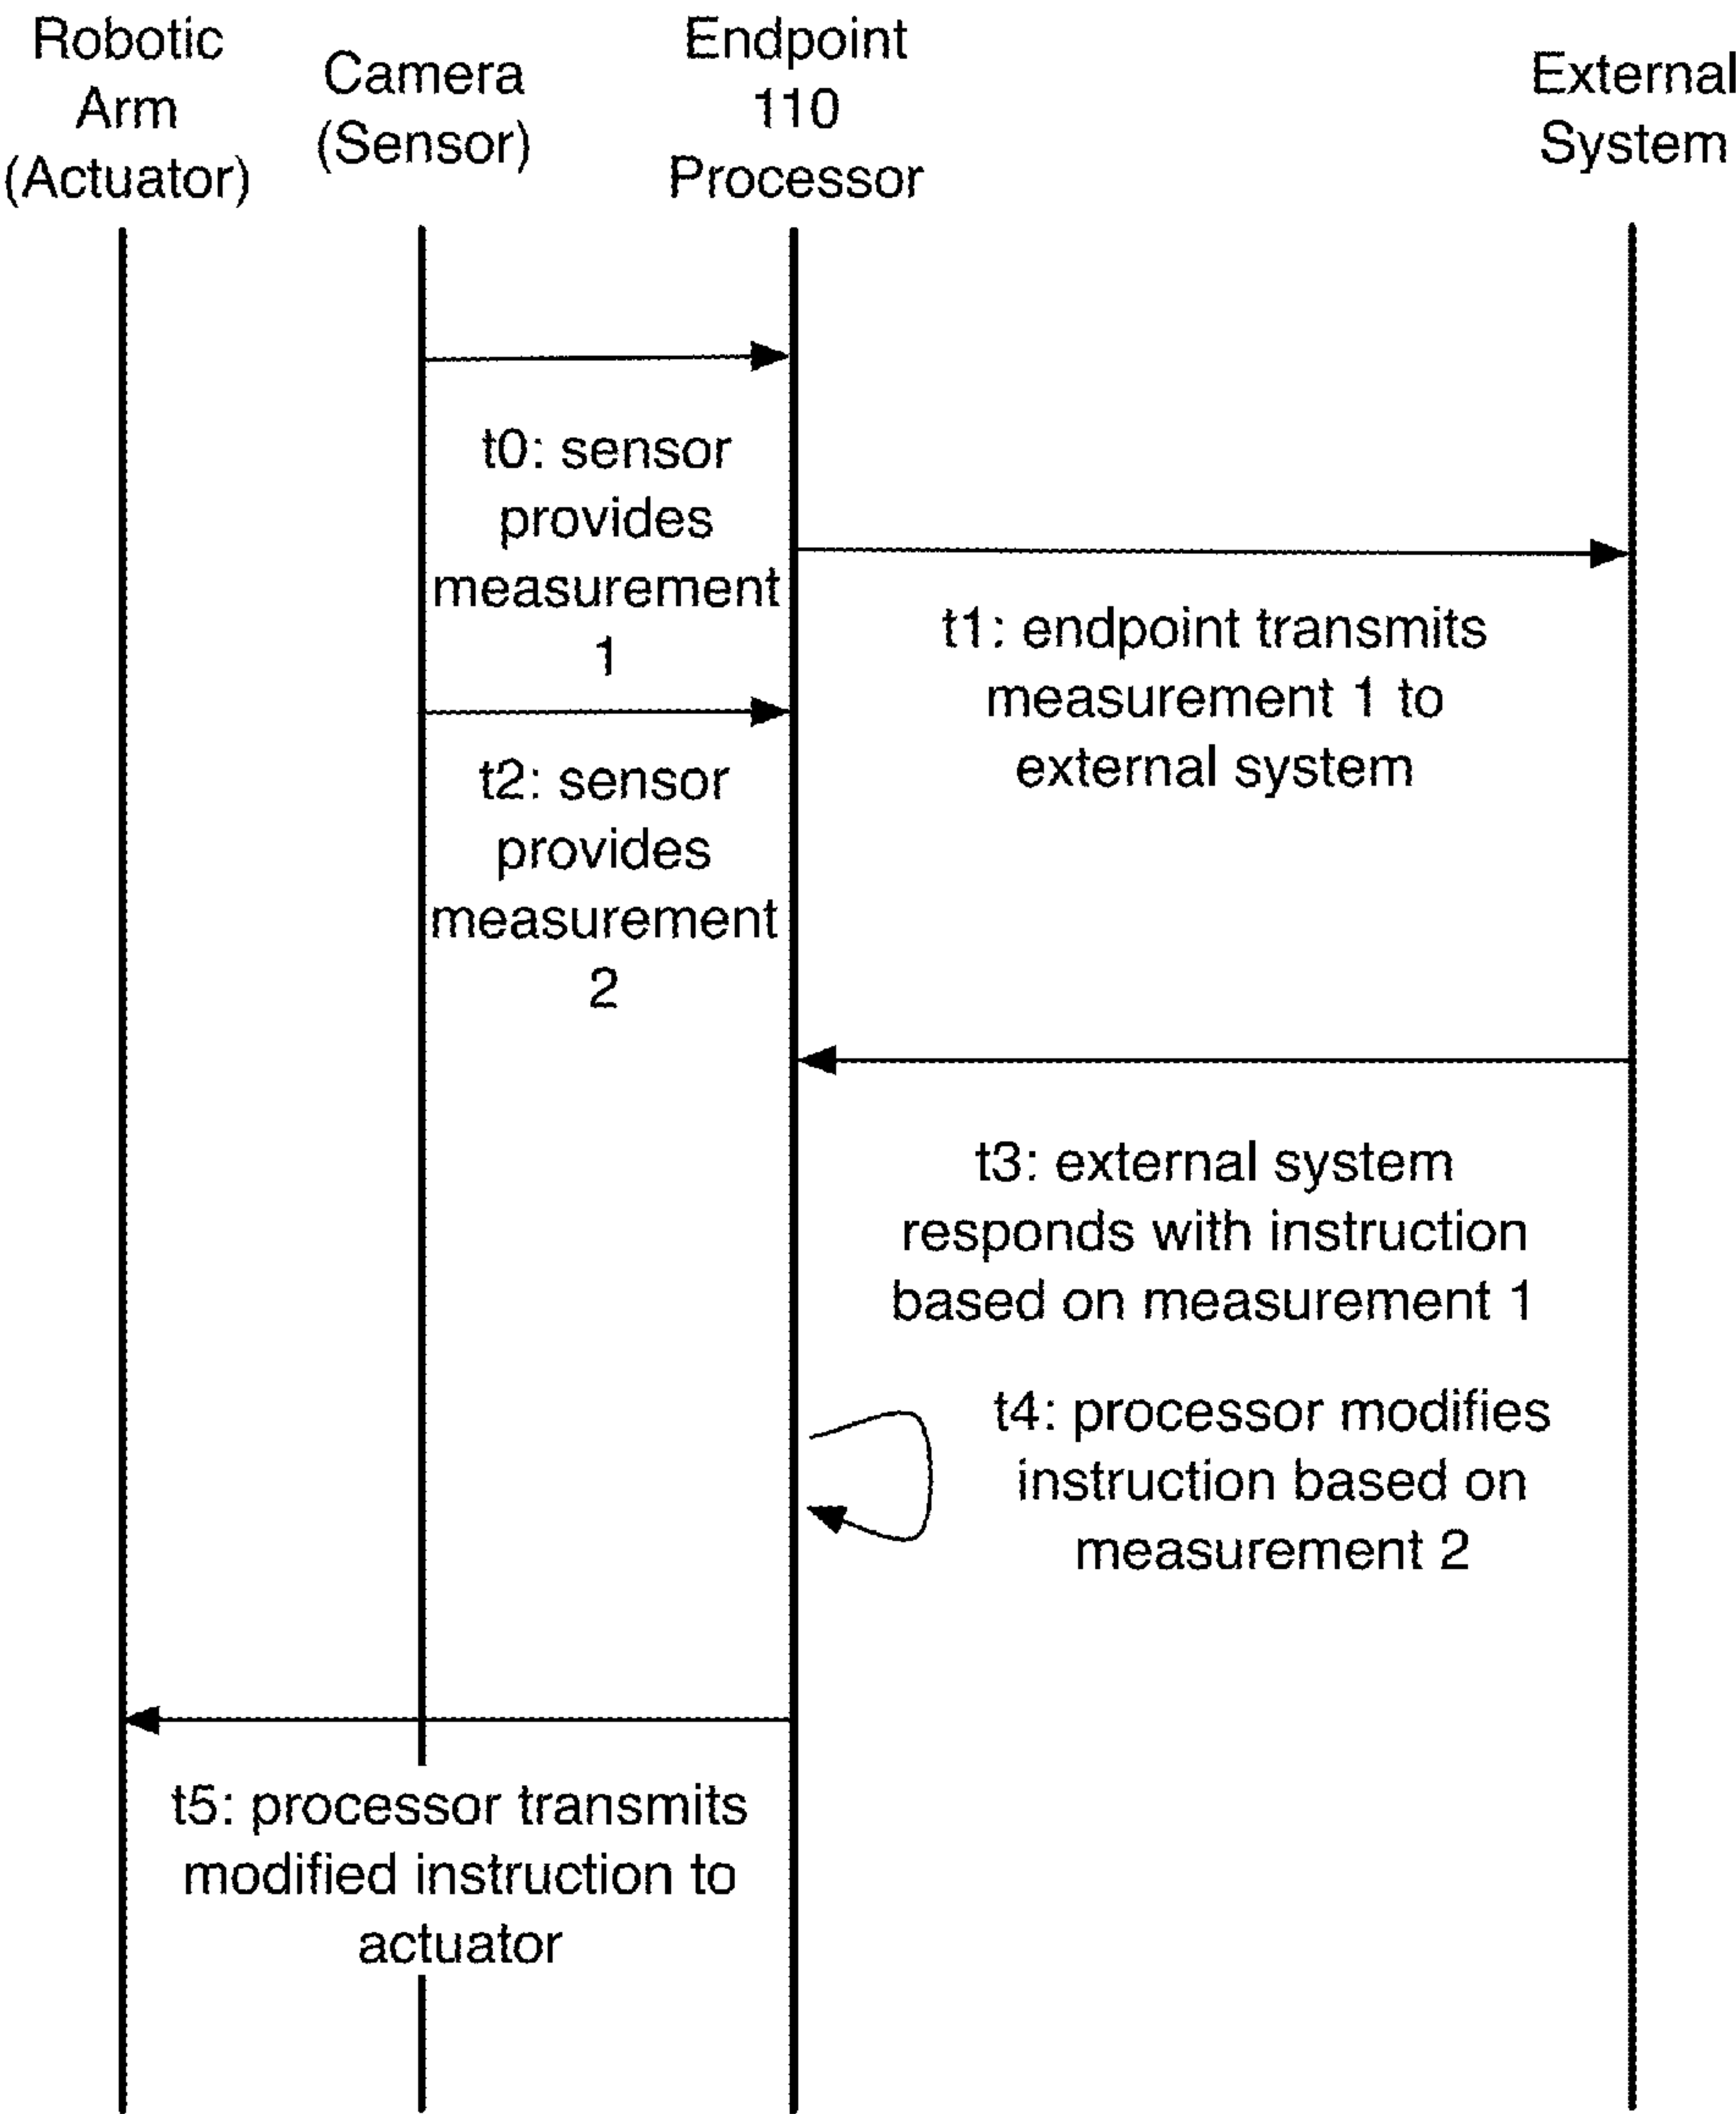 Robotic
Arm
(Actuator)
Camera
(Sensor)
Endpoint
110
Processor
External
System
t0: sensor
provides
measurement
1
t1: endpoint transmits
measurement 1 to
external system
t2: sensor
provides
measurement
2
t3: external system
responds with instruction
based on measurement 1
t4: processor modifies
instruction based on
measurement 2
t5: processor transmits
modified instruction to
actuator